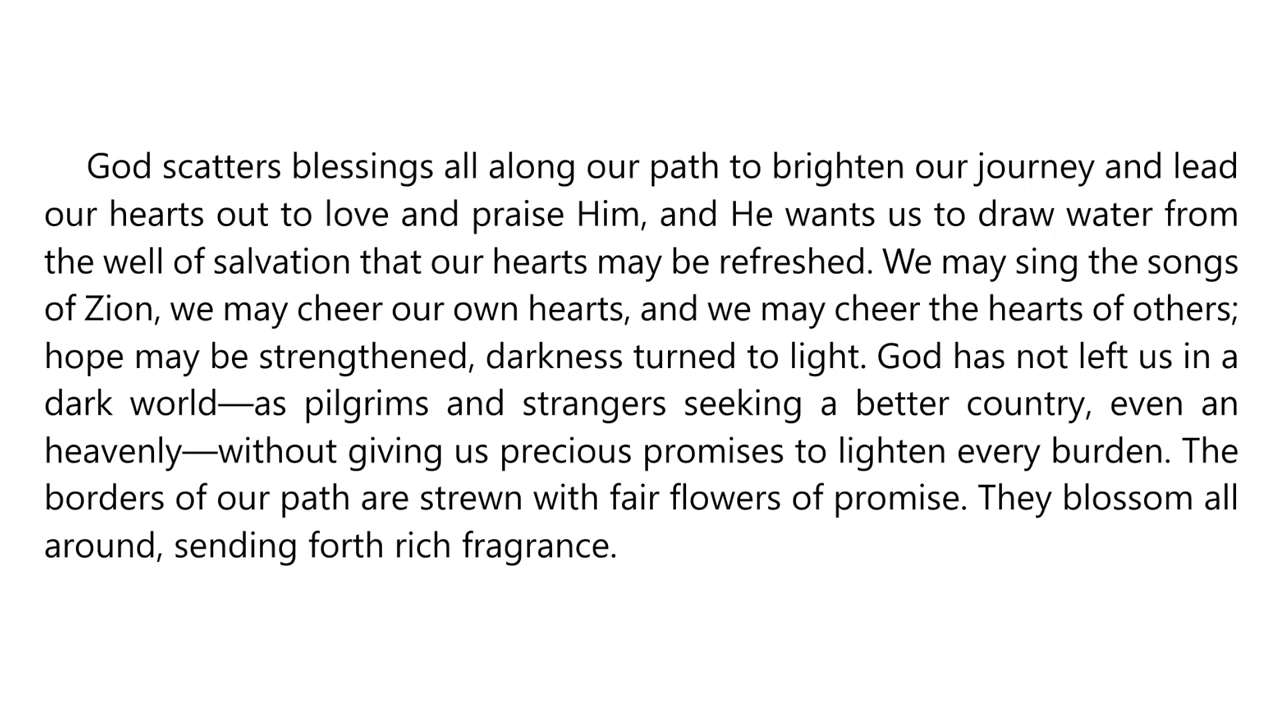 God scatters blessings all along our path to brighten our journey and lead
our hearts out to love and praise Him, and He wants us to draw water from
the well of salvation that our hearts may be refreshed. We may sing the songs
of Zion, we may cheer our own hearts, and we may cheer the hearts of others;
hope may be strengthened, darkness turned to light. God has not left us in a
dark world—as pilgrims and strangers seeking a better country, even an
heavenly—without giving us precious promises to lighten every burden. The
borders of our path are strewn with fair flowers of promise. They blossom all
around, sending forth rich fragrance.